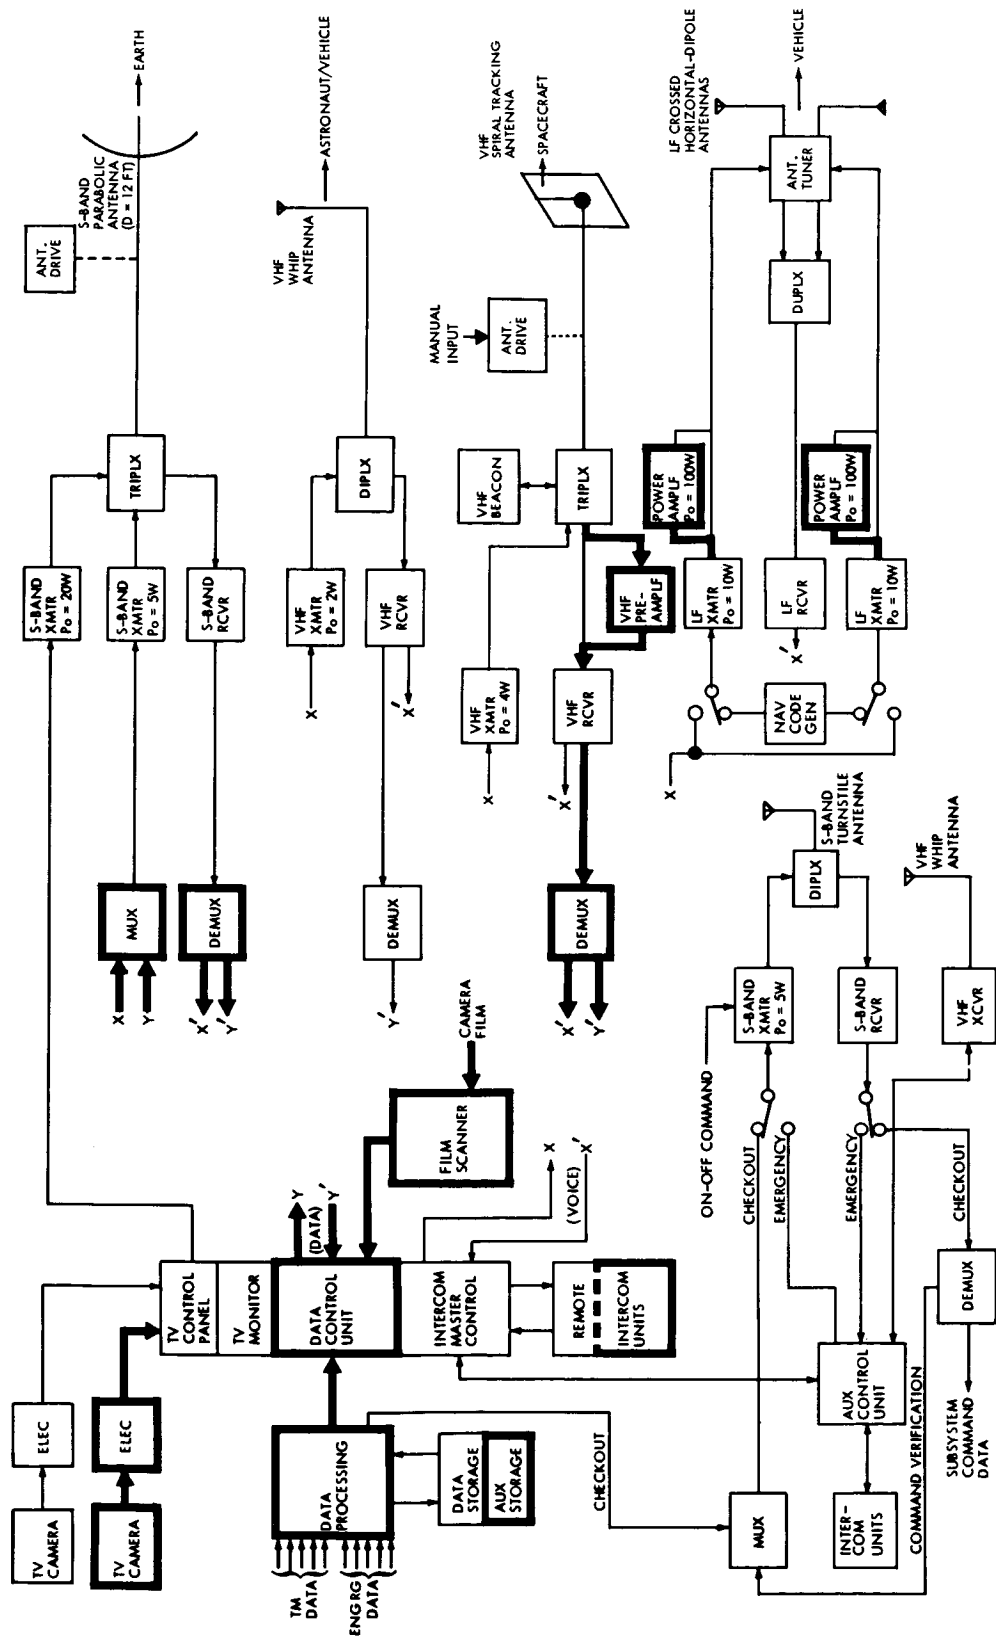 TV
CAMERA
ELEC
TV
CAMERA
ELEC
TV
CONTROL
PANEL
TV MONITOR
DATA
CONTROL
UNIT
Y
(DATA)
Y'
INTERCOM
MASTER
CONTROL
X
(VOICE)
X'
REMOTE
INTERCOM
UNITS
FILM
SCANNER
CAMERA
FILM
TM
DATA
ENGRG
DATA
DATA
PROCESSING
DATA
STORAGE
AUX
STORAGE
CHECKOUT
S-BAND
XMTR
Po = 20W
X
Y
MUX
S-BAND
XMTR
Po = 5W
X'
Y'
DEMUX
S-BAND
RCVR
TRIPLX
ANT.
DRIVE
S-BAND
PARABOLIC
ANTENNA
(D = 12 FT)
EARTH
X
VHF
XMTR
Po = 2W
Y'
DEMUX
VHF
RCVR
X'
DIPLX
VHF
WHIP
ANTENNA
ASTRONAUT/VEHICLE
X
VHF
XMTR
Po = 4W
VHF
BEACON
TRIPLX
X'
Y'
DEMUX
X'
VHF
RCVR
VHF
PRE-
AMPLF
MANUAL
INPUT
ANT.
DRIVE
VHF
SPIRAL TRACKING
ANTENNA
SPACECRAFT
X
NAV
CODE
GEN
LF
XMTR
Po = 10W
POWER
AMPLF
Po = 100W
X'
LF
RCVR
LF
XMTR
Po = 10W
POWER
AMPLF
Po = 100W
DUPLX
ANT.
TUNER
LF CROSSED
HORIZONTAL-DIPOLE
ANTENNAS
VEHICLE
ON-OFF COMMAND
CHECKOUT
EMERGENCY
S-BAND
XMTR
Po = 5W
DIPLX
S-BAND
TURNSTILE
ANTENNA
EMERGENCY
CHECKOUT
S-BAND
RCVR
VHF
XCVR
VHF
WHIP
ANTENNA
MUX
INTER-
COM
UNITS
AUX
CONTROL
UNIT
COMMAND VERIFICATION
DEMUX
SUBSYSTEM
COMMAND
DATA